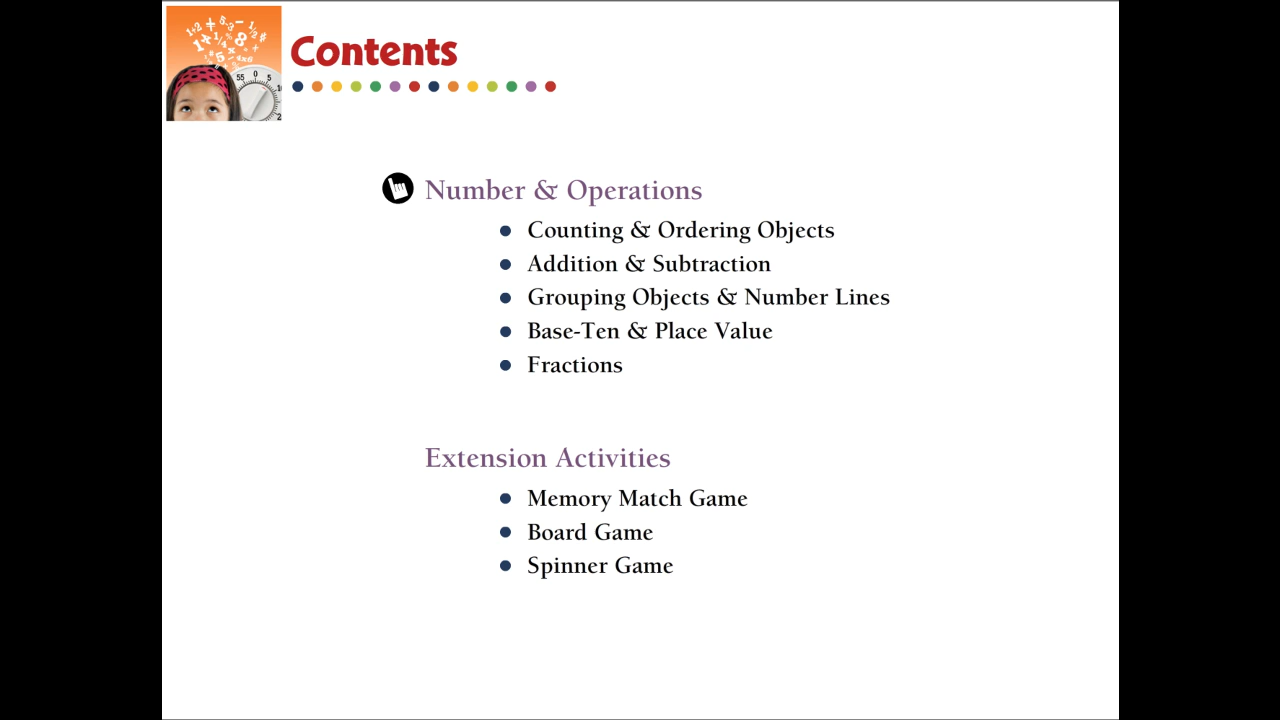 Contents
Number & Operations
Counting & Ordering Objects
Addition & Subtraction
Grouping Objects & Number Lines
Base-Ten & Place Value
Fractions
Extension Activities
Memory Match Game
Board Game
Spinner Game